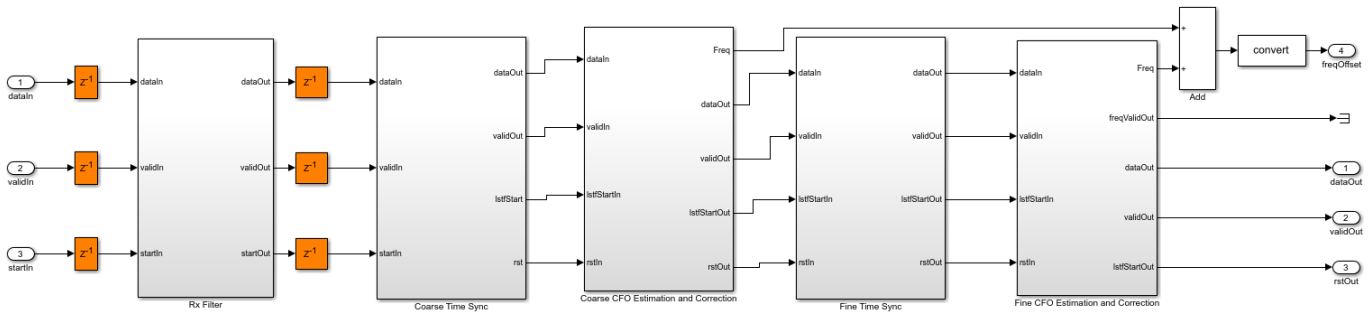 1
dataIn
2
validIn
3
startIn
z-1
z-1
z-1
dataIn
validIn
startIn
dataOut
validOut
startOut
Rx Filter
z-1
z-1
z-1
dataIn
validIn
startIn
dataOut
validOut
lstfStart
rst
Coarse Time Sync
dataIn
validIn
lstfStartIn
rstIn
Freq
dataOut
validOut
lstfStartOut
rstOut
Coarse CFO Estimation and Correction
dataIn
validIn
lstfStartIn
rstIn
dataOut
validOut
lstfStartOut
rstOut
Fine Time Sync
dataIn
validIn
lstfStartIn
rstIn
Freq
freqValidOut
dataOut
validOut
lstfStartOut
Fine CFO Estimation and Correction
+
+
Add
convert
4
freqOffset
1
dataOut
2
validOut
3
rstOut